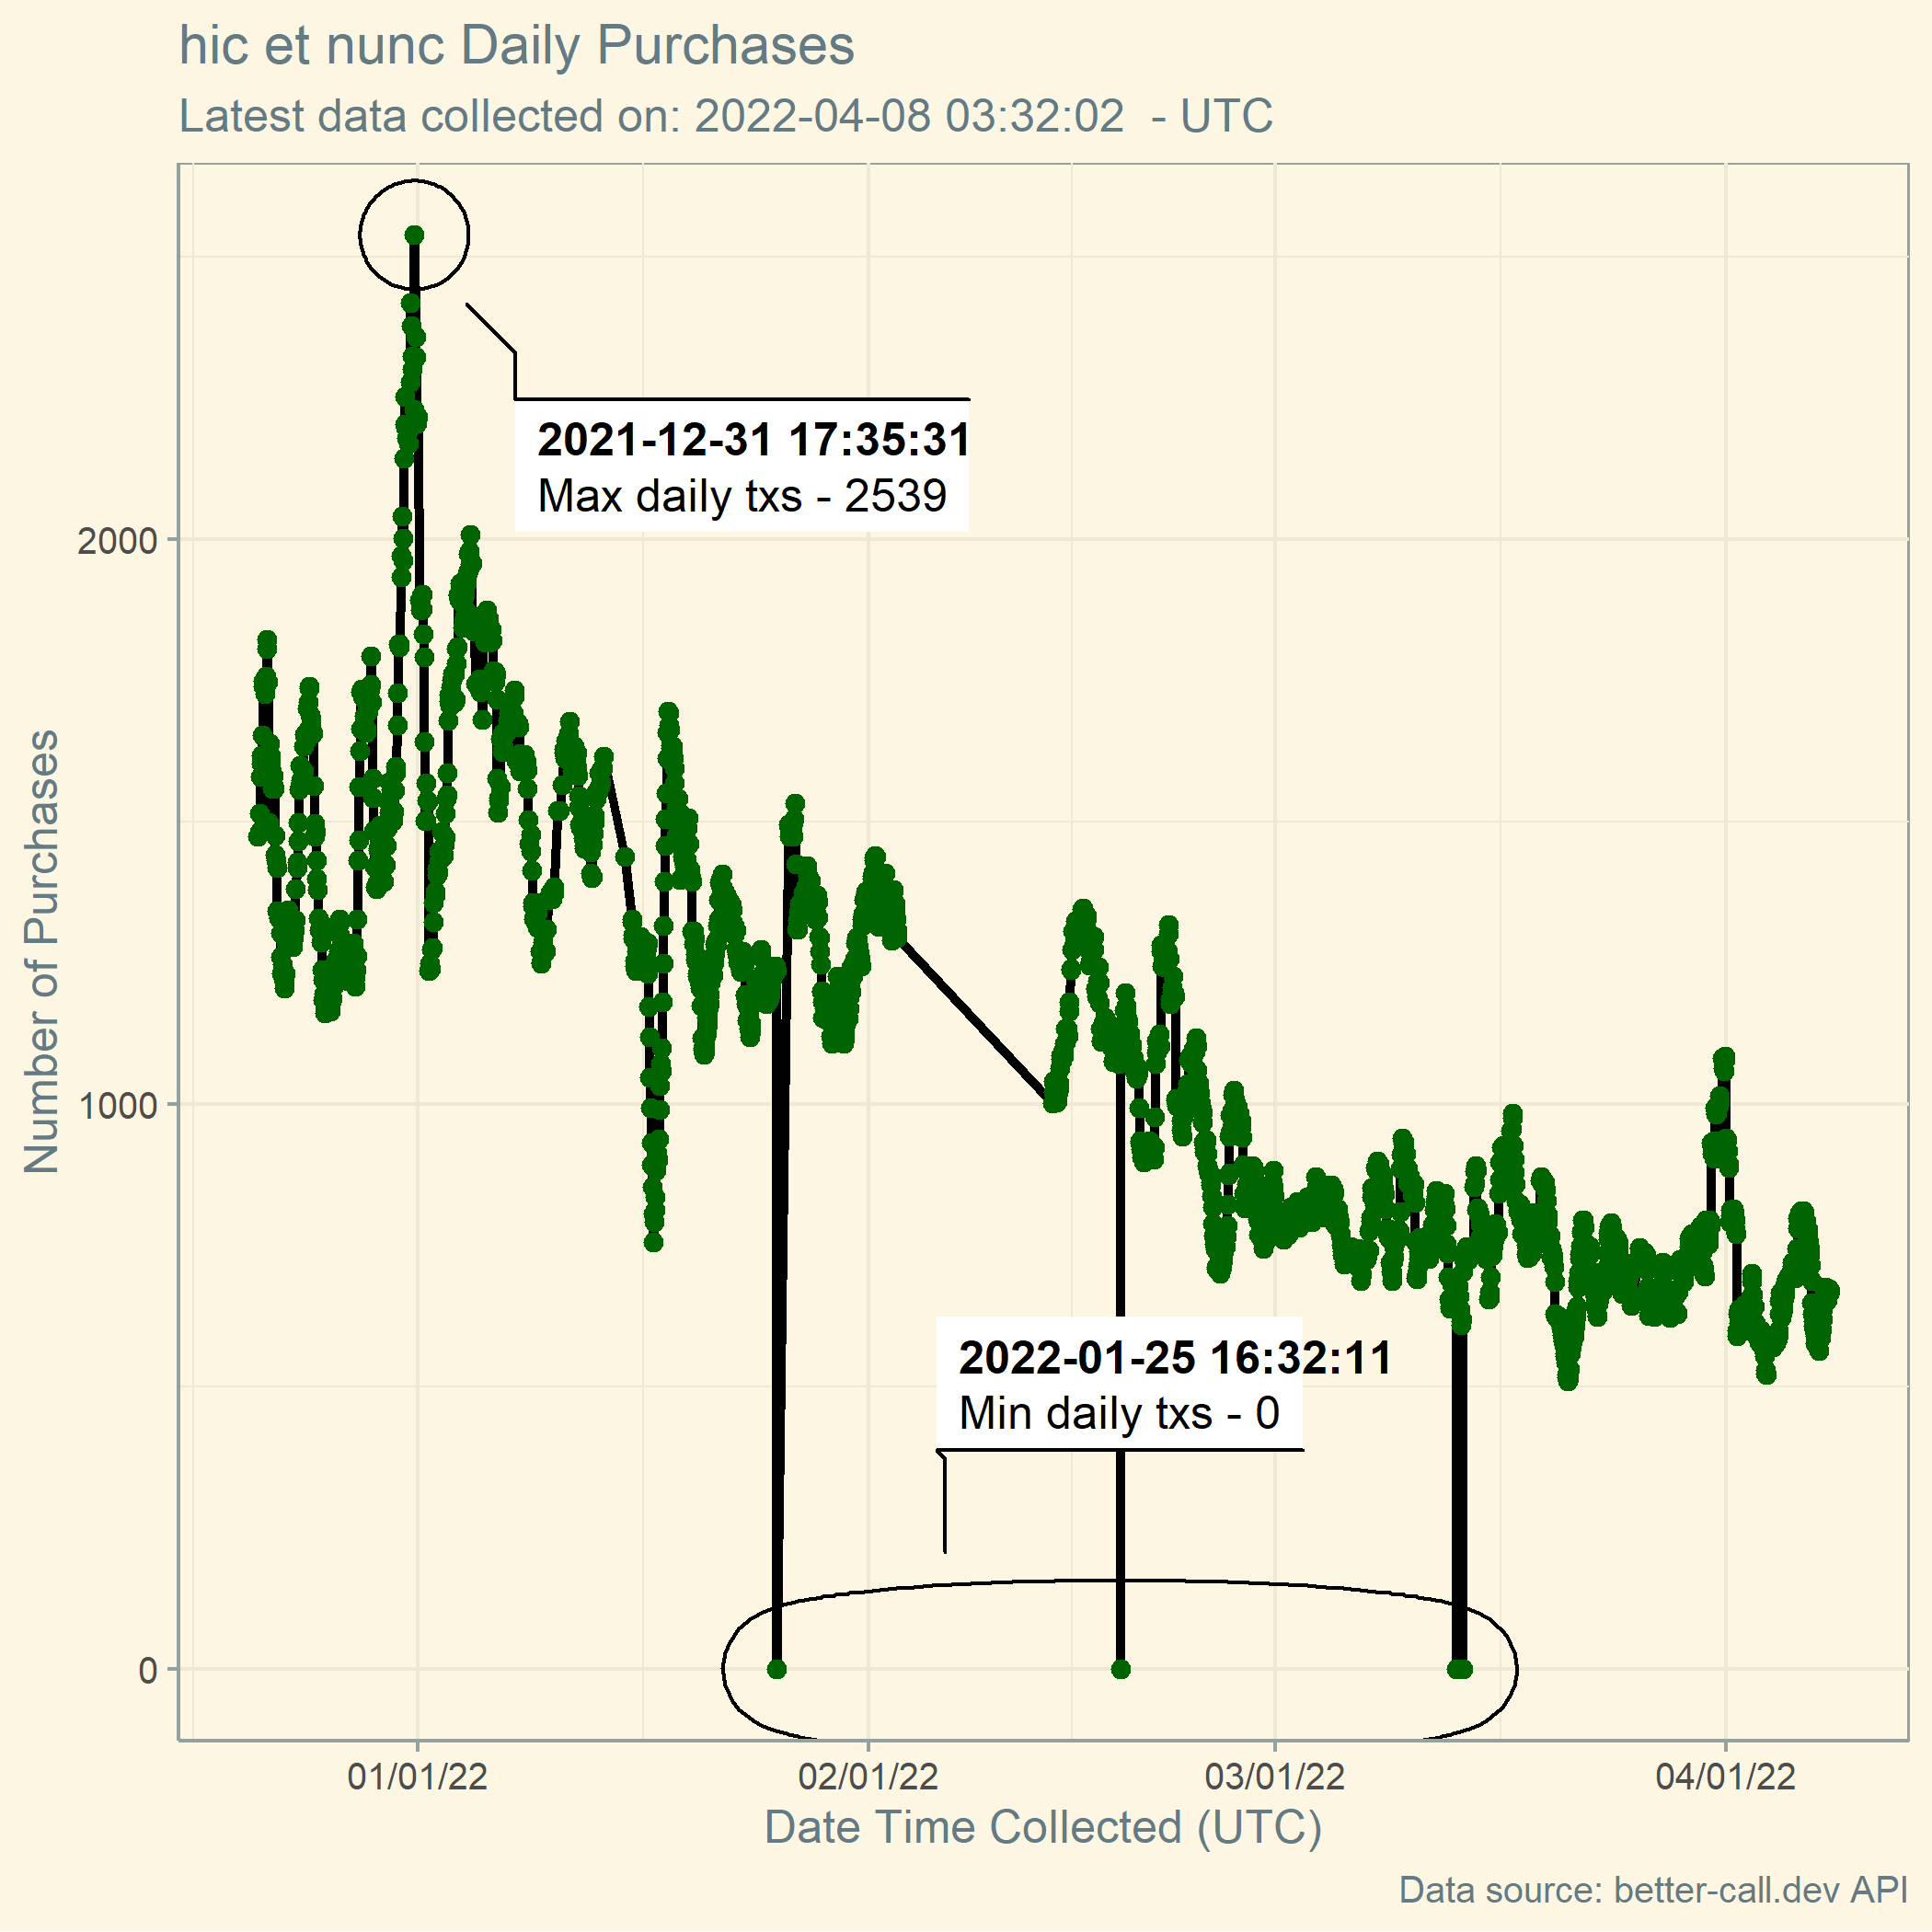 hic et nunc Daily Purchases
Latest data collected on: 2022-04-08 03:32:02  - UTC
2021-12-31 17:35:31
Max daily txs - 2539
2000
1000
0
Number of Purchases
2022-01-25 16:32:11
Min daily txs - 0
01/01/22
02/01/22
03/01/22
04/01/22
Date Time Collected (UTC)
Data source: better-call.dev API